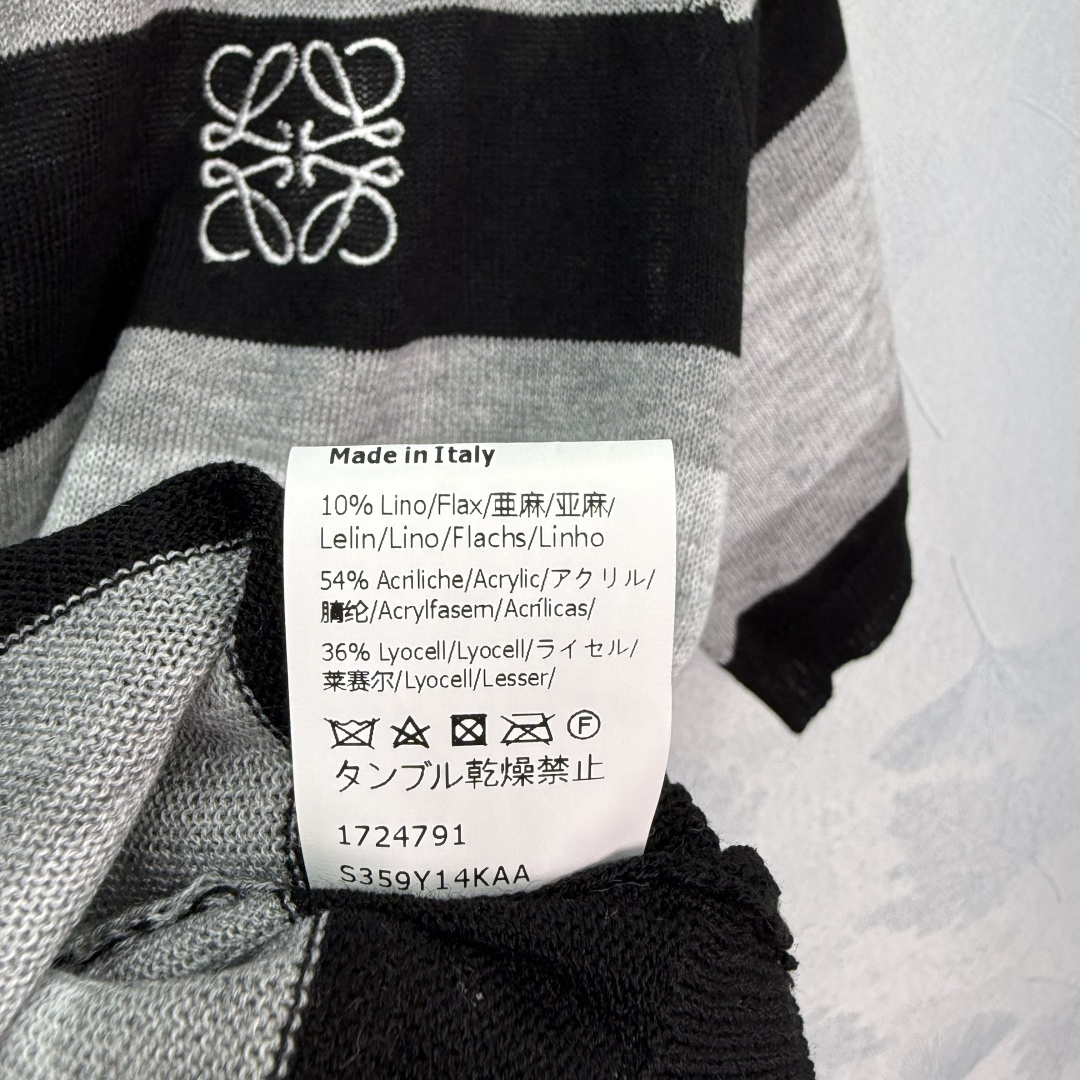 Made in Italy
10% Lino/Flax/亜麻/亚麻/
Lelin/Lino/Flachs/Linho
54% Acriliche/Acrylic/アクリル/
腈纶/Acrylfasern/Acrílicas/
36% Lyocell/Lyocell/ライセル/
莱赛尔/Lyocell/Lesser/
F
タンブル乾燥禁止
1724791
S359Y14KAA